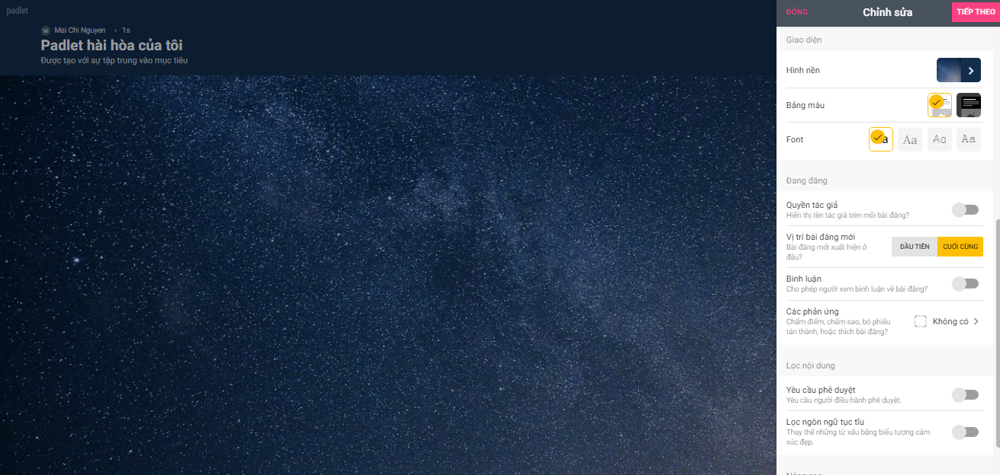 padlet
M Mai Chi Nguyen • 1s
Padlet hài hòa của tôi
Được tạo với sự tập trung vào mục tiêu
ĐÓNG Chỉnh sửa TIẾP THEO
Giao diện
Hình nền
Bảng màu
Font a Aa Aa Aa
Đang đăng
Quyền tác giả
Hiển thị tên tác giả trên mỗi bài đăng?
Vị trí bài đăng mới
Bài đăng mới xuất hiện ở
đâu?
ĐẦU TIÊN CUỐI CÙNG
Bình luận
Cho phép người xem bình luận về bài đăng?
Các phản ứng
Chấm điểm, chấm sao, bỏ phiếu
tán thành, hoặc thích bài đăng?
Không có
Lọc nội dung
Yêu cầu phê duyệt
Yêu cầu người điều hành phê duyệt.
Lọc ngôn ngữ tục tĩu
Thay thế những từ xấu bằng biểu tượng cảm
xúc đẹp.